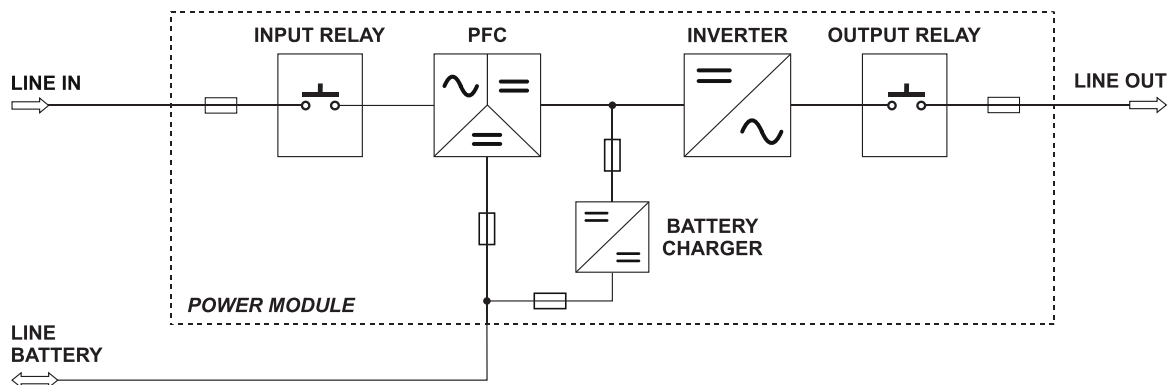 INPUT RELAY
PFC
INVERTER
OUTPUT RELAY
LINE IN
LINE OUT
BATTERY
CHARGER
POWER MODULE
LINE
BATTERY